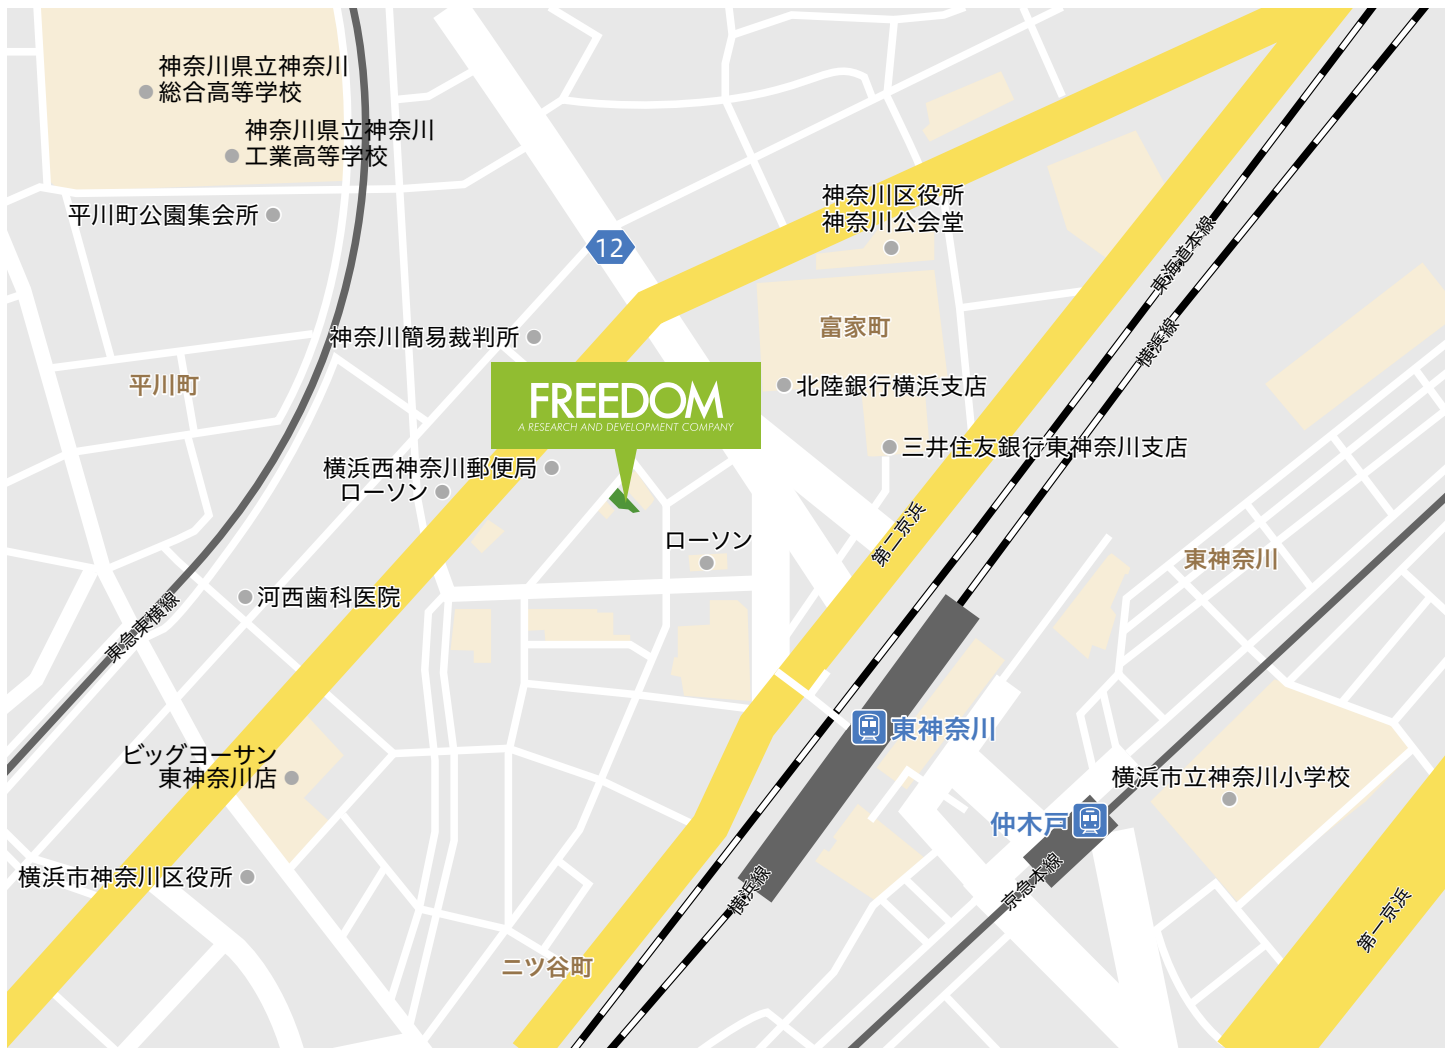 神奈川県立神奈川
総合高等学校
神奈川県立神奈川
工業高等学校
平川町公園集会所
神奈川区役所
神奈川公会堂
12
東海道本線
横浜線
富家町
神奈川簡易裁判所
平川町
FREEDOM
A RESEARCH AND DEVELOPMENT COMPANY
北陸銀行横浜支店
三井住友銀行東神奈川支店
横浜西神奈川郵便局
ローソン
ローソン
第二京浜
東神奈川
河西歯科医院
東急東横線
東神奈川
ビッグヨーサン
東神奈川店
横浜市立神奈川小学校
仲木戸
横浜市神奈川区役所
横浜線
京急本線
第一京浜
二ツ谷町